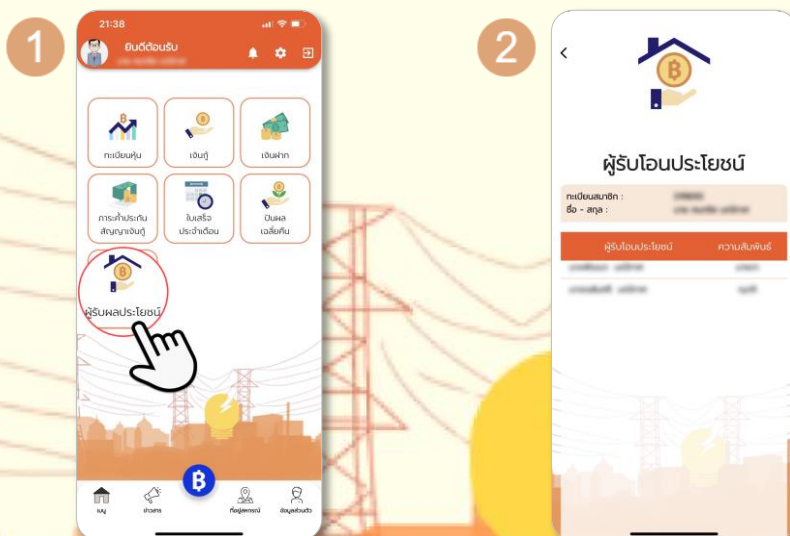 1
21:38
ยินดีต้อนรับ
ทะเบียนหุ้น
เงินกู้
เงินฝาก
ภาระค้ำประกัน
สัญญาเงินกู้
ใบเสร็จ
ประจำเดือน
ปันผล
เฉลี่ยคืน
ผู้รับผลประโยชน์
เมนู
ข่าวสาร
ที่อยู่สหกรณ์
ข้อมูลส่วนตัว
2
ผู้รับโอนประโยชน์
ทะเบียนสมาชิก :
ชื่อ - สกุล :
ผู้รับโอนประโยชน์ ความสัมพันธ์